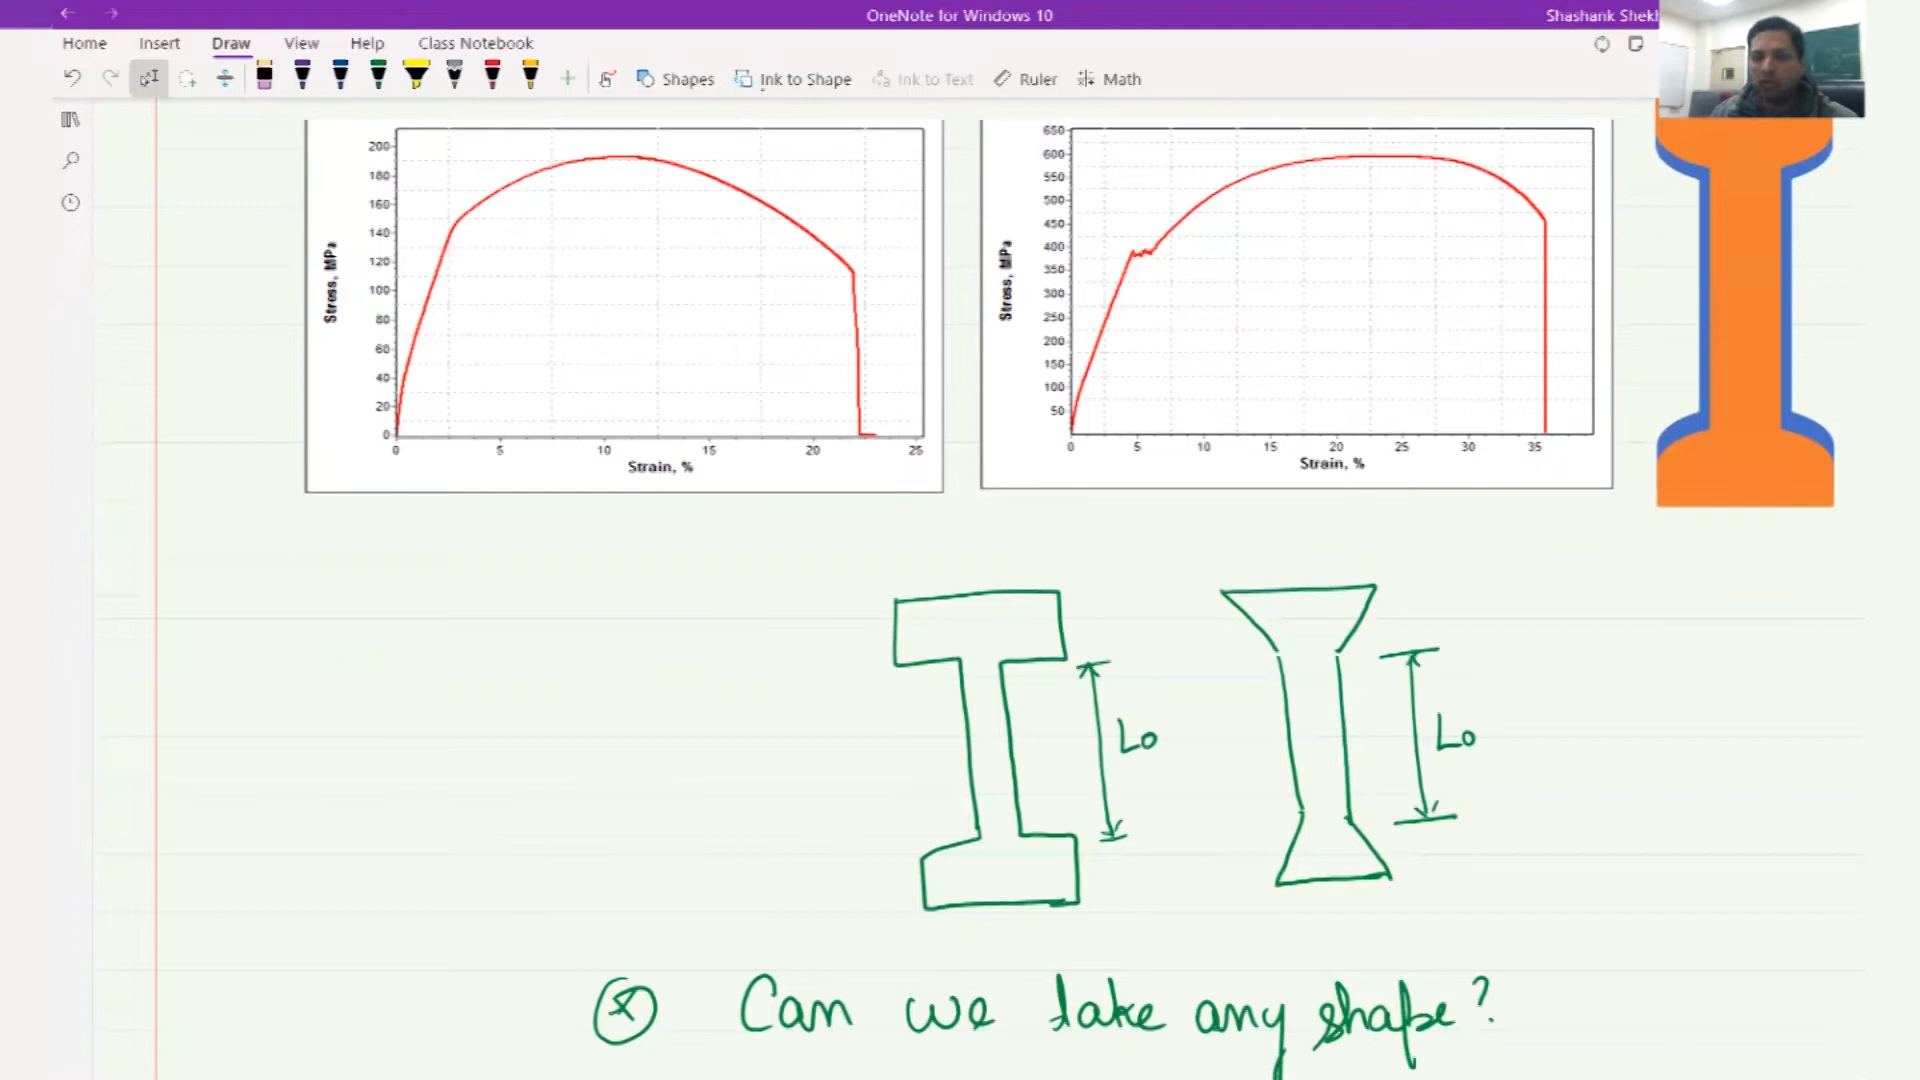 OneNote for Windows 10
Shashank Shekh
Home Insert Draw View Help Class Notebook
Shapes Ink to Shape Ink to Text Ruler Math
200
180
160
140
120
100
80
60
40
20
0
Stress, MPa
0 5 10 15 20 25
Strain, %
650
600
550
500
450
400
350
300
250
200
150
100
50
Stress, MPa
0 5 10 15 20 25 30 35
Strain, %
Lo
Lo
Can we take any shape?